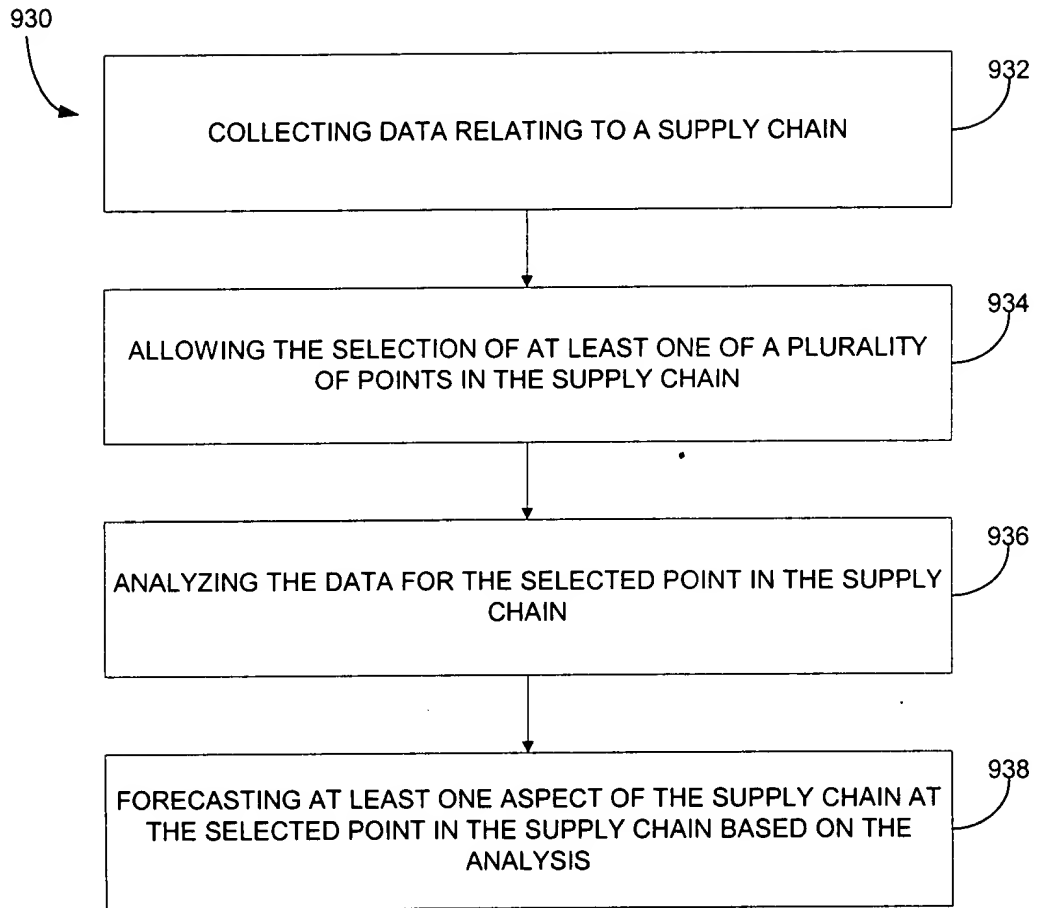 930
932
COLLECTING DATA RELATING TO A SUPPLY CHAIN
934
ALLOWING THE SELECTION OF AT LEAST ONE OF A PLURALITY
OF POINTS IN THE SUPPLY CHAIN
936
ANALYZING THE DATA FOR THE SELECTED POINT IN THE SUPPLY
CHAIN
938
FORECASTING AT LEAST ONE ASPECT OF THE SUPPLY CHAIN AT
THE SELECTED POINT IN THE SUPPLY CHAIN BASED ON THE
ANALYSIS